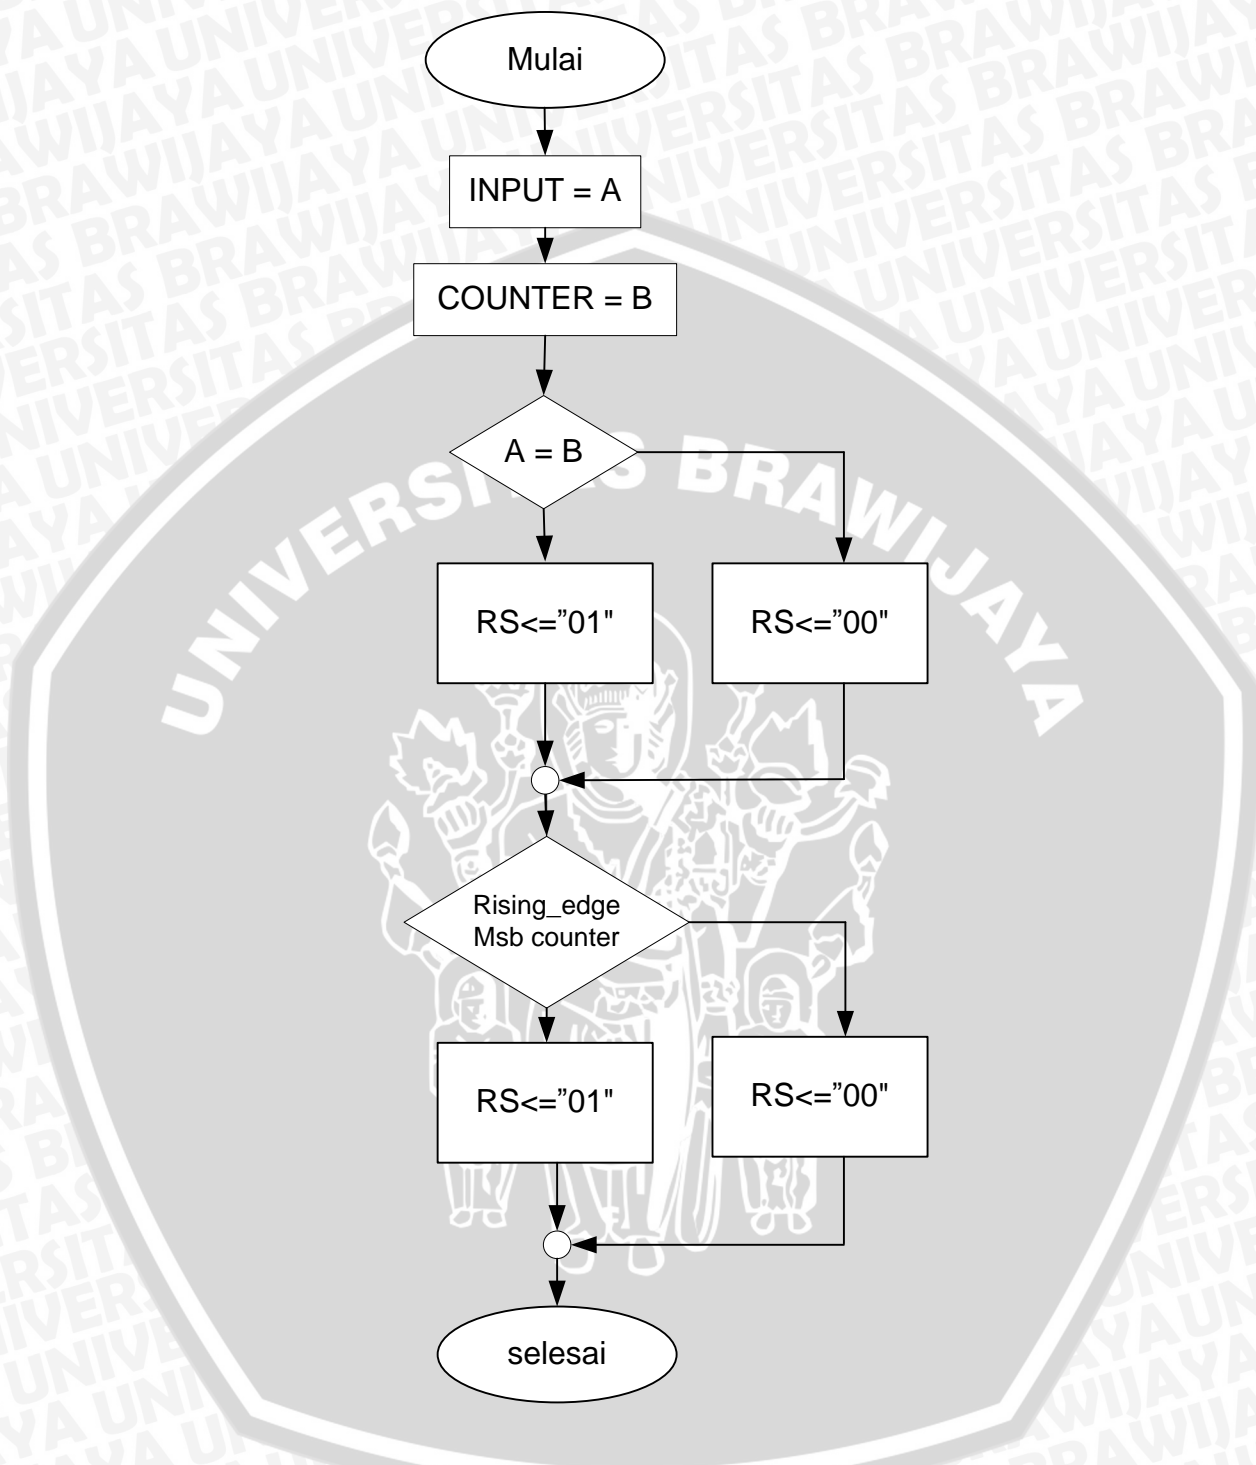 Mulai
INPUT = A
COUNTER = B
A = B
RS<=”01"
RS<=”00"
Rising_edge
Msb counter
RS<=”01"
RS<=”00"
selesai
UNIVERSITAS BRAWIJAYA